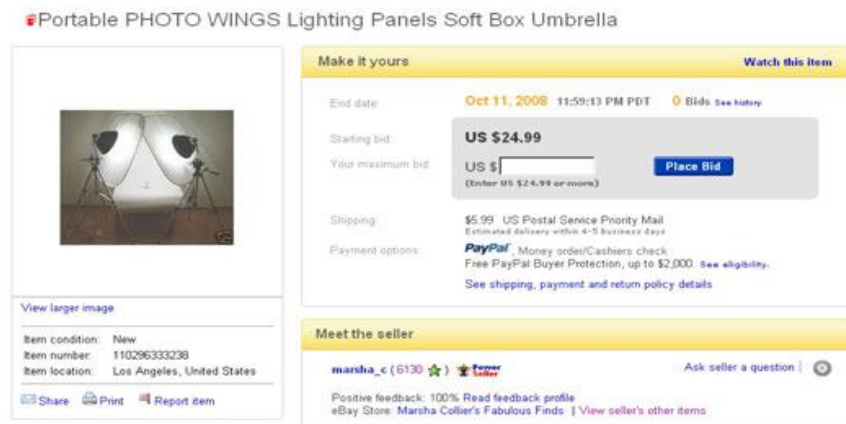 Portable PHOTO WINGS Lighting Panels Soft Box Umbrella
View larger image
Item condition: New
Item number: 110296333238
Item location: Los Angeles, United States
Share Print Report item
Make it yours Watch this item
End date: Oct 11, 2008 11:59:13 PM PDT 0 Bids See history
Starting bid: US $24.99
Your maximum bid: US $ Place Bid
(Enter US $24.99 or more)
Shipping: $5.99 US Postal Service Priority Mail
Estimated delivery within 4-5 business days
Payment options: PayPal, Money order/Cashiers check
Free PayPal Buyer Protection, up to $2,000. See eligibility.
See shipping, payment and return policy details
Meet the seller
marsha_c (6130) Power Seller Ask seller a question
Positive feedback: 100% Read feedback profile
eBay Store: Marsha Collier's Fabulous Finds | View seller's other items